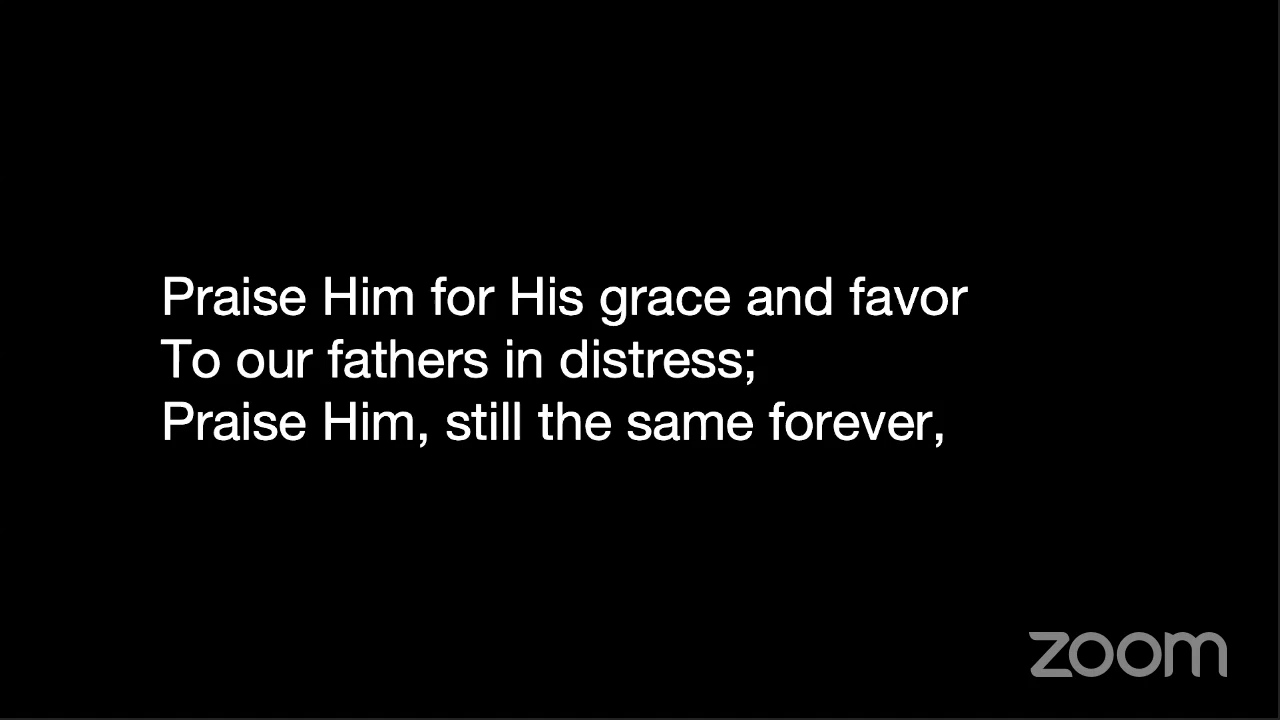 Praise Him for His grace and favor
To our fathers in distress;
Praise Him, still the same forever,
zoom